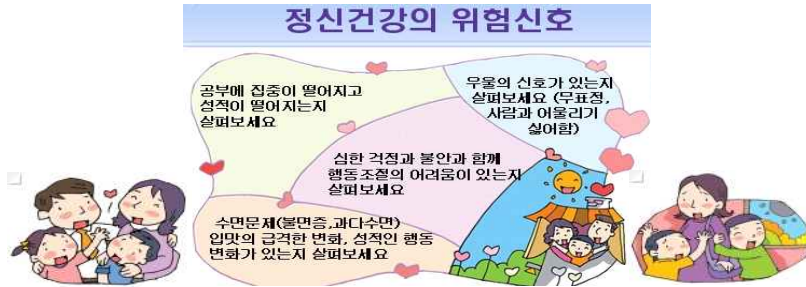 정신건강의 위험신호
공부에 집중이 떨어지고
성적이 떨어지는지
살펴보세요
우울의 신호가 있는지
살펴보세요 (무표정,
사람과 어울리기
싫어함)
심한 걱정과 불안과 함께
행동조절의 어려움이 있는지
살펴보세요
수면문제(불면증,과다수면)
입맛의 급격한 변화, 성적인 행동
변화가 있는지 살펴보세요